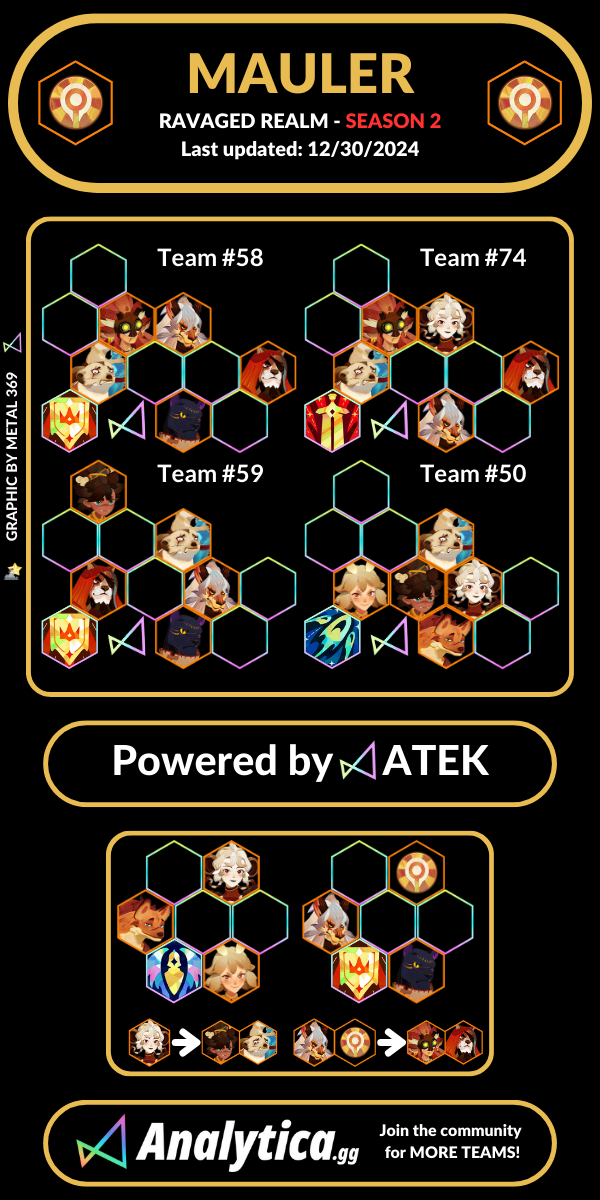 MAULER
RAVAGED REALM - SEASON 2
Last updated: 12/30/2024
Team #58
Team #74
Team #59
Team #50
GRAPHIC BY METAL 369
Powered by ATEK
Analytica.gg
Join the community
for MORE TEAMS!